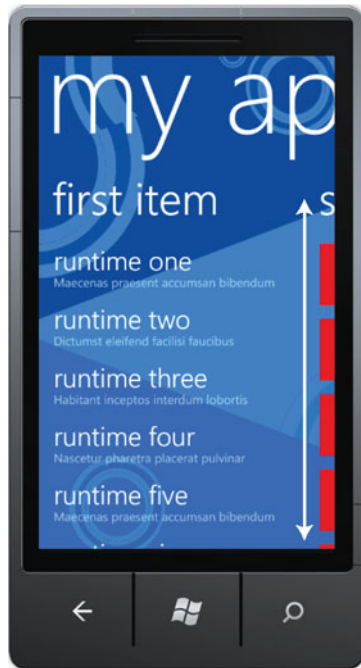 my ap
first item
s
runtime one
Maecenas praesent accumsan bibendum
runtime two
Dictumst eleifend facilisi faucibus
runtime three
Habitant inceptos interdum lobortis
runtime four
Nascetur pharetra placerat pulvinar
runtime five
Maecenas praesent accumsan bibendum